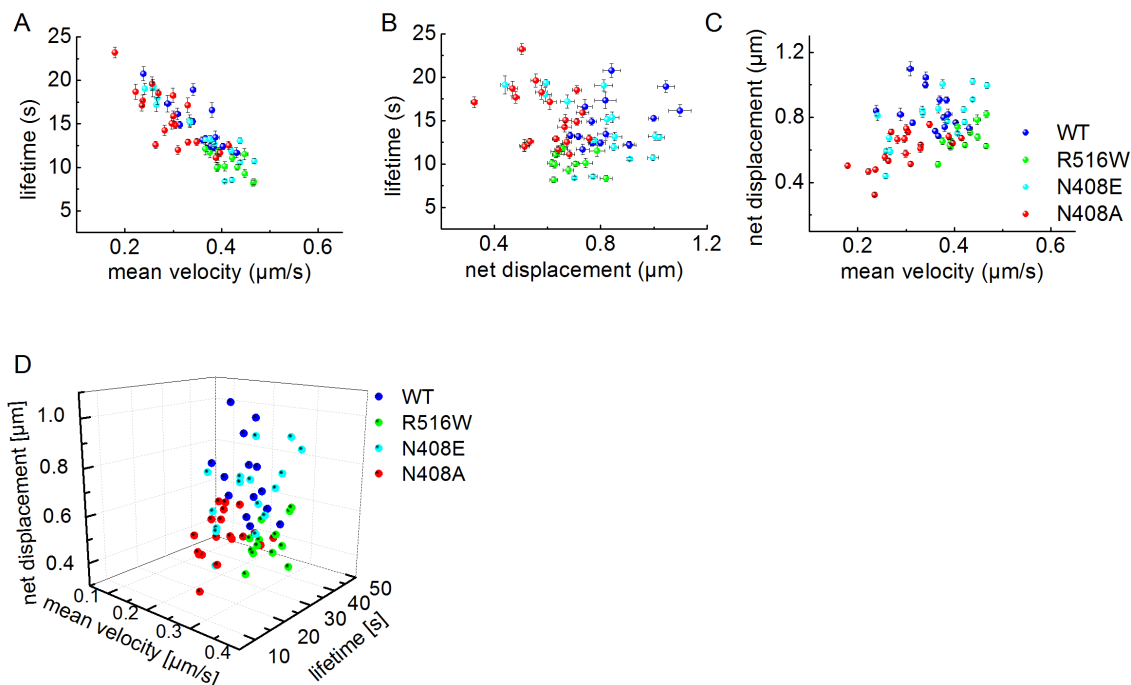 A
lifetime (s)
25
20
15
10
5
0.2 0.4 0.6
mean velocity (µm/s)
B
lifetime (s)
25
20
15
10
5
0.4 0.8 1.2
net displacement (µm)
C
net displacement (µm)
1.2
0.8
0.4
0.2 0.4 0.6
mean velocity (µm/s)
WT
R516W
N408E
N408A
D
net displacement [µm]
1.0
0.8
0.6
0.4
0.1 0.2 0.3 0.4
mean velocity [µm/s]
10 20 30 40 50
lifetime [s]
WT
R516W
N408E
N408A